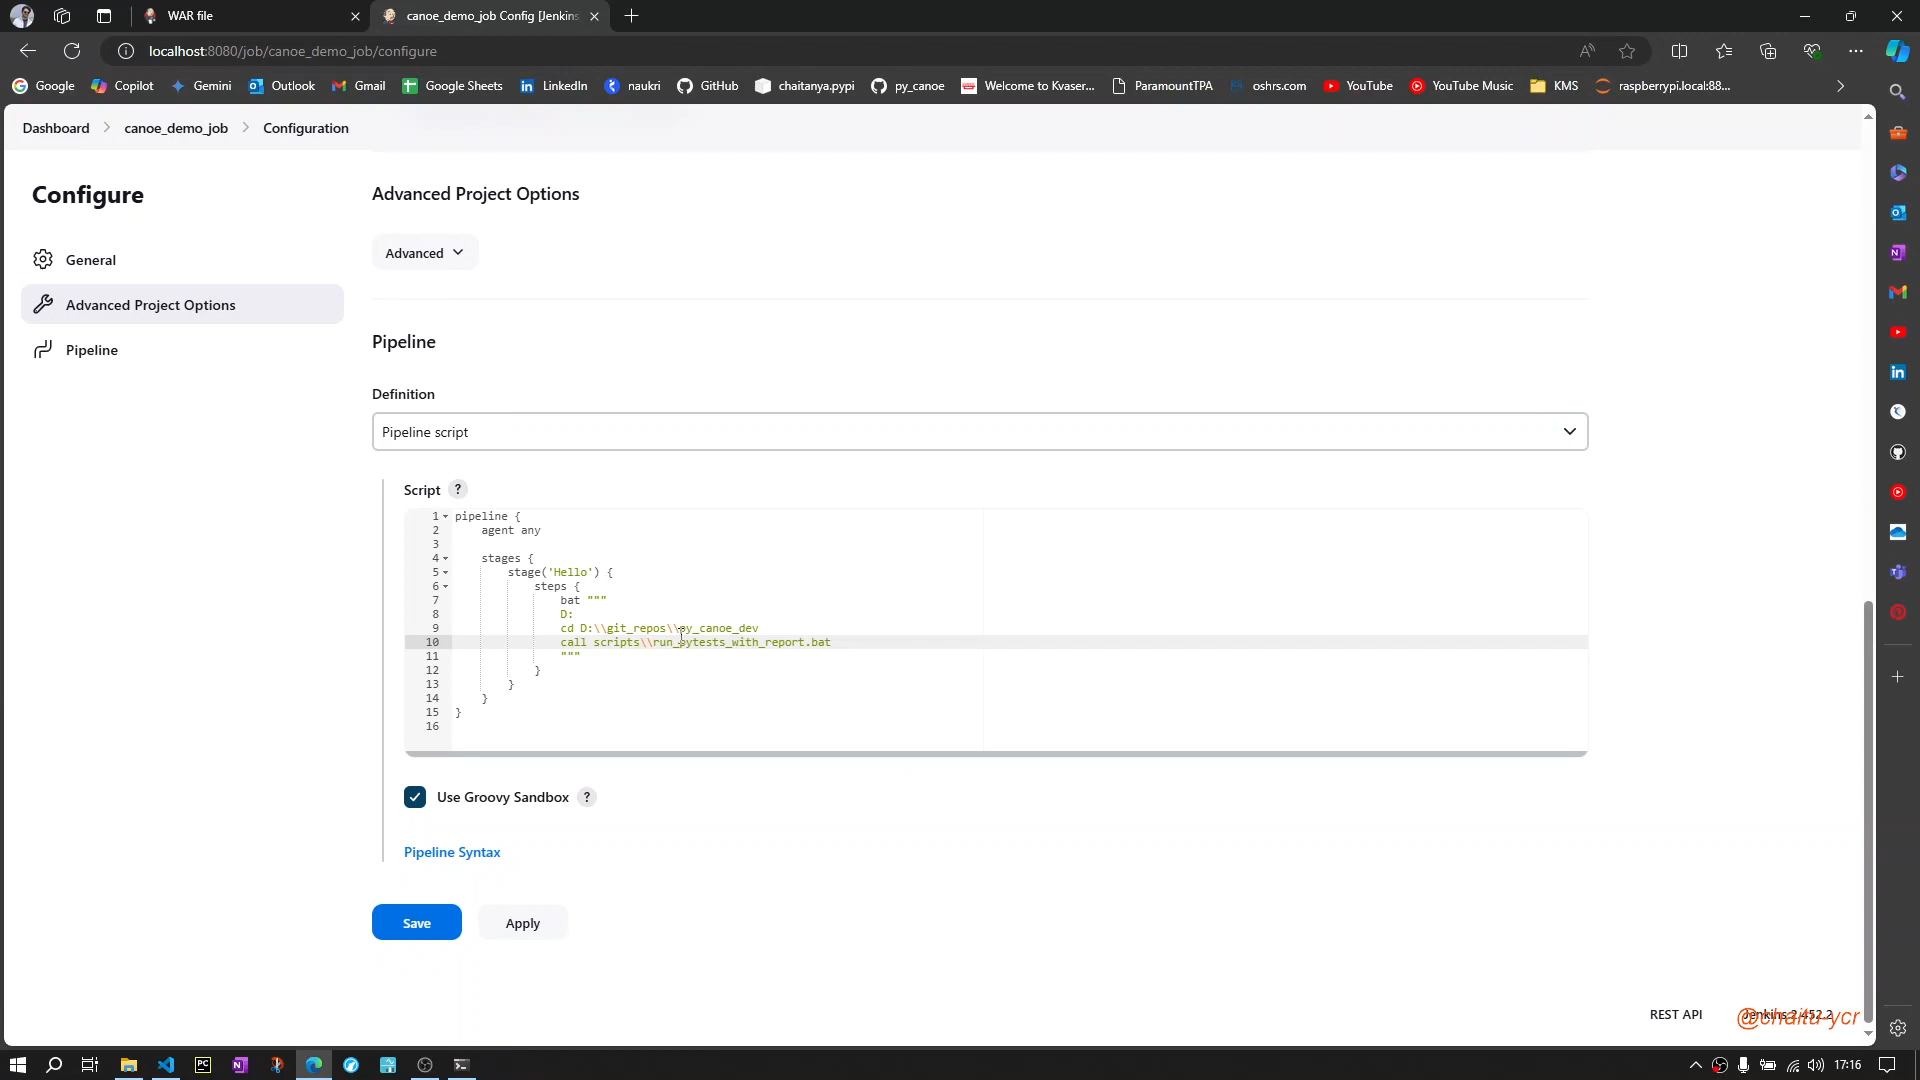 WAR file
canoe_demo_job Config [Jenkins
localhost:8080/job/canoe_demo_job/configure
Google
Copilot
Gemini
Outlook
Gmail
Google Sheets
LinkedIn
naukri
GitHub
chaitanya.pypi
py_canoe
Welcome to Kvaser...
ParamountTPA
oshrs.com
YouTube
YouTube Music
KMS
raspberrypi.local:88...
Dashboard
canoe_demo_job
Configuration
Configure
General
Advanced Project Options
Pipeline
Advanced Project Options
Advanced
Pipeline
Definition
Pipeline script
Script ?
1 pipeline {
2 agent any
3
4 stages {
5 stage('Hello') {
6 steps {
7 bat """
8 D:
9 cd D:\\git_repos\\py_canoe_dev
10 call scripts\\run_pytests_with_report.bat
11 """
12 }
13 }
14 }
15 }
16
Use Groovy Sandbox ?
Pipeline Syntax
Save
Apply
REST API
Jenkins 2.452.2
@chaitu-ycr
17:16